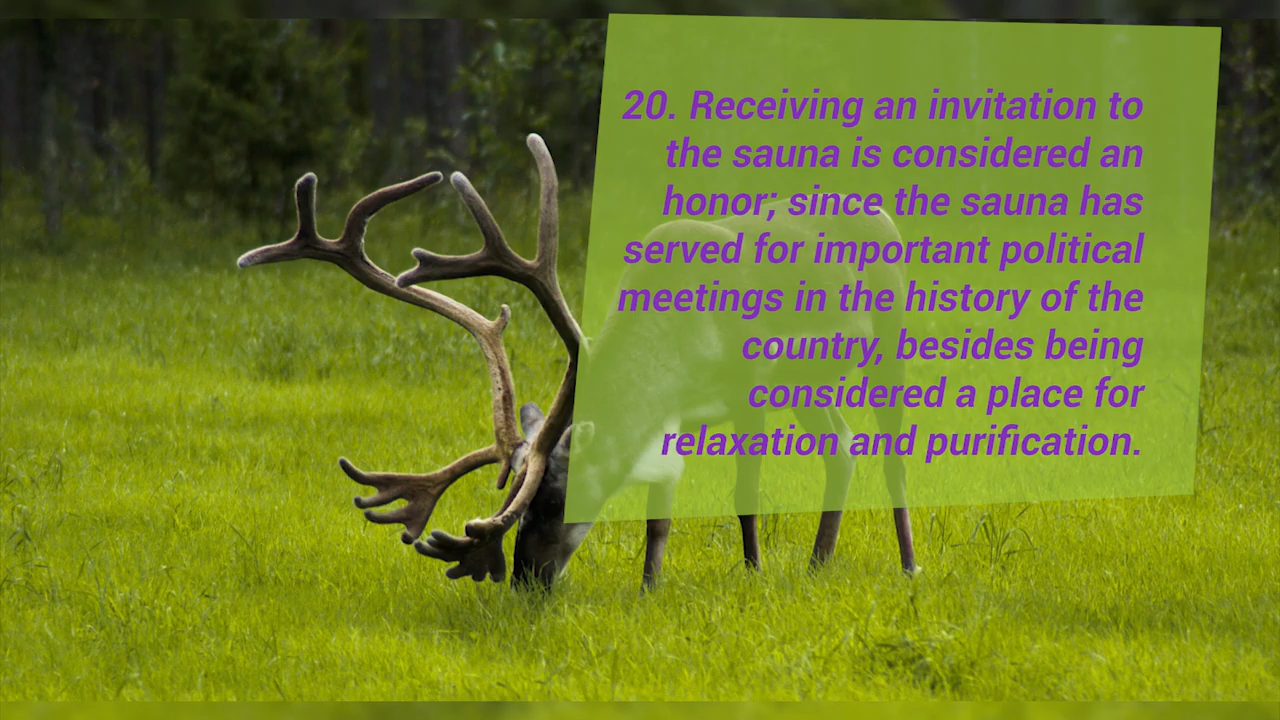 20. Receiving an invitation to
the sauna is considered an
honor; since the sauna has
served for important political
meetings in the history of the
country, besides being
considered a place for
relaxation and purification.